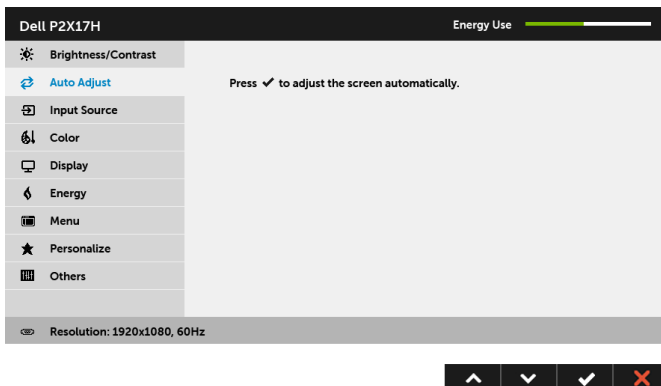 Dell P2X17H
Energy Use
Brightness/Contrast
Auto Adjust
Press ✓ to adjust the screen automatically.
Input Source
Color
Display
Energy
Menu
Personalize
Others
Resolution: 1920x1080, 60Hz